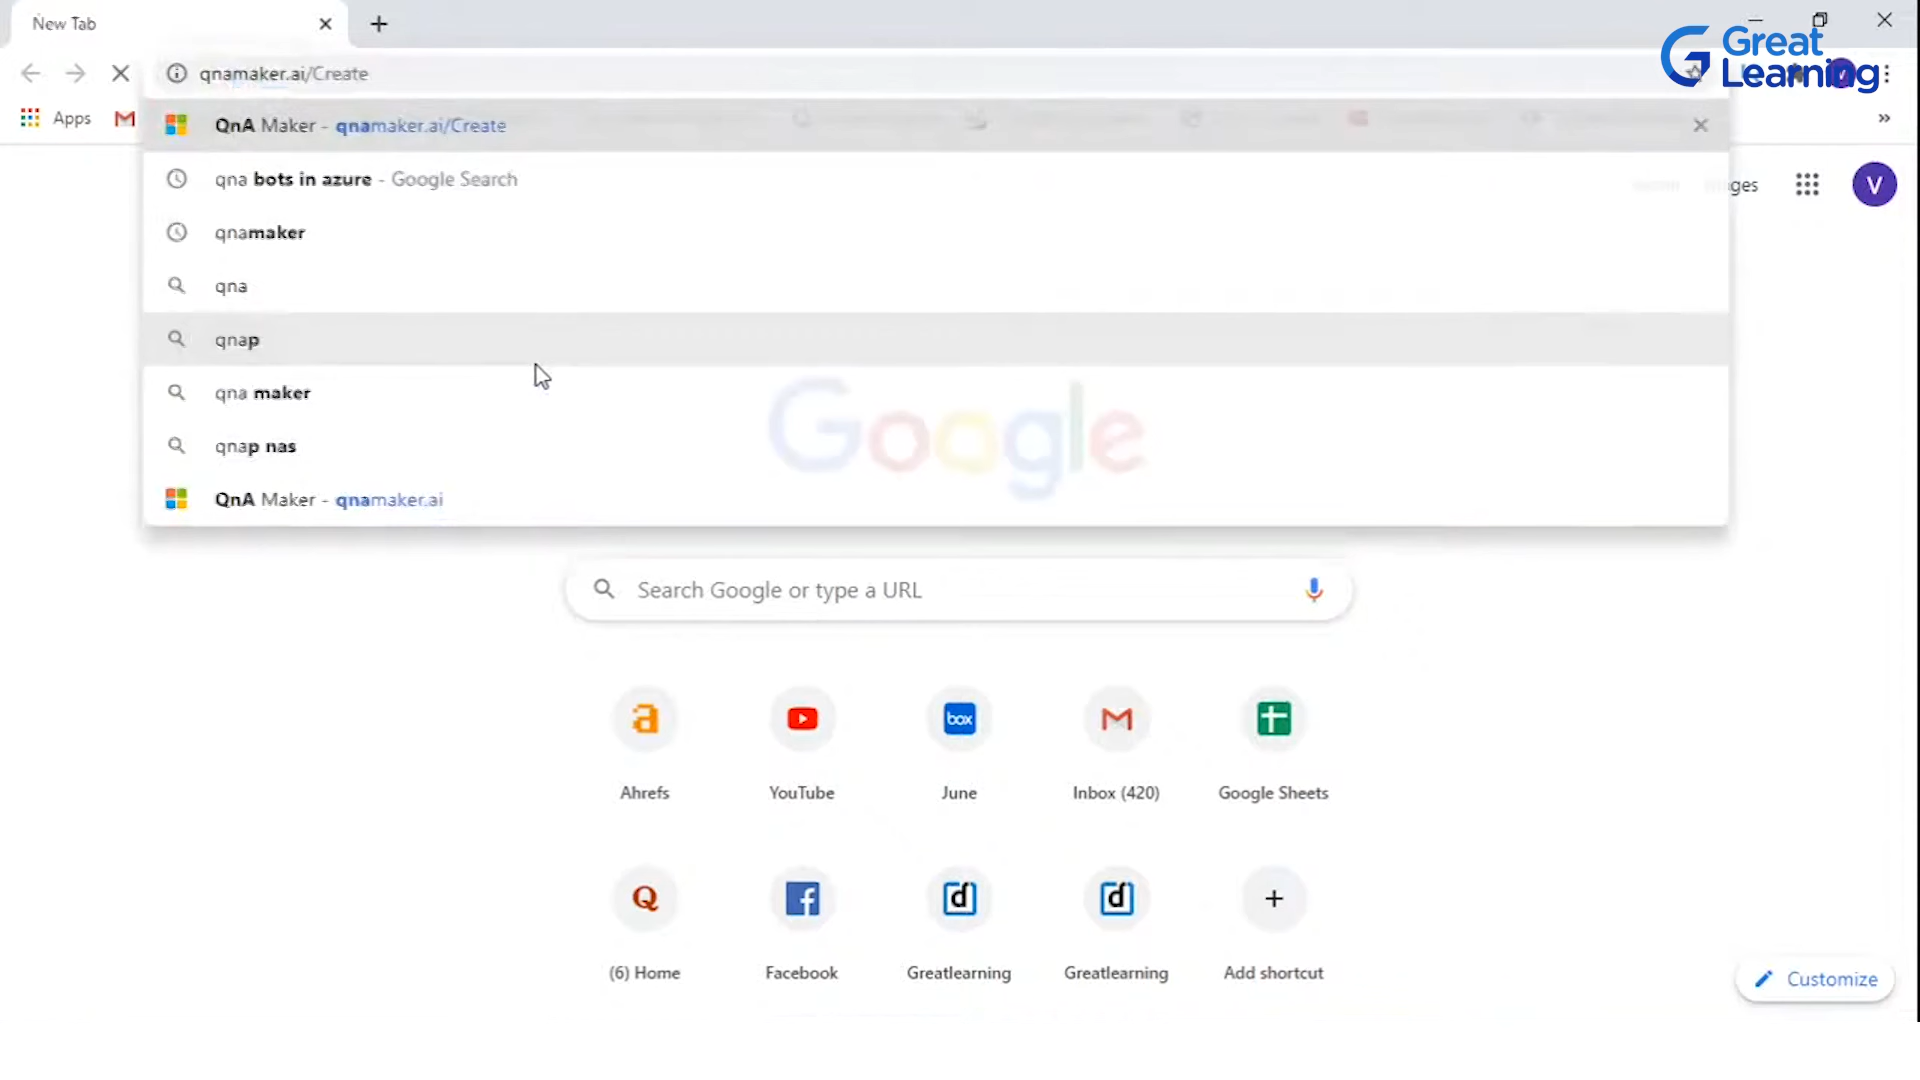 New Tab
Great Learning
qnamaker.ai/Create
Apps
QnA Maker - qnamaker.ai/Create
qna bots in azure - Google Search
qnamaker
qna
qnap
qna maker
qnap nas
QnA Maker - qnamaker.ai
V
Google
Search Google or type a URL
a
box
Ahrefs
YouTube
June
Inbox (420)
Google Sheets
Q
f
d
d
(6) Home
Facebook
Greatlearning
Greatlearning
Add shortcut
Customize